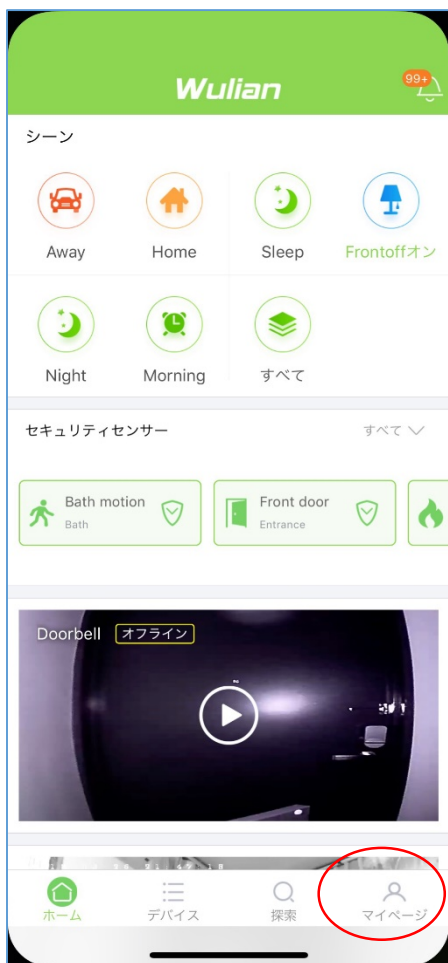 Wulian
99+
シーン
Away Home Sleep Frontoffオン
Night Morning すべて
セキュリティセンサー すべて
Bath motion Front door
Bath Entrance
Doorbell オフライン
ホーム デバイス 探索 マイページ